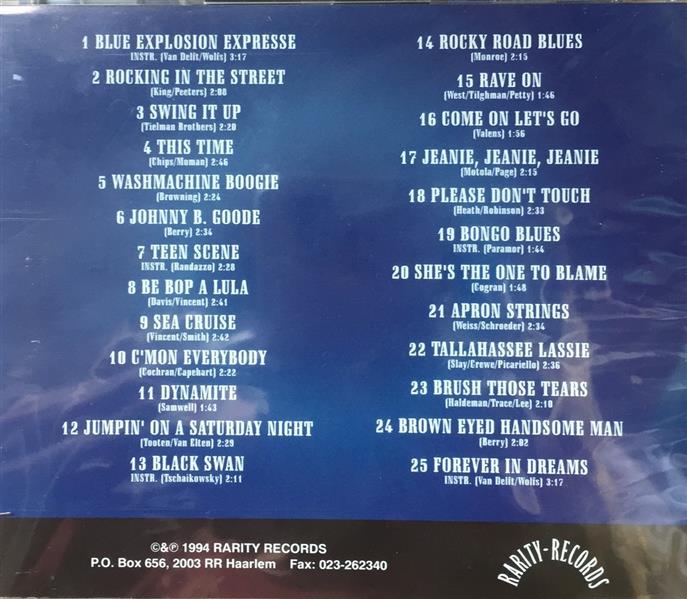 1 BLUE EXPLOSION EXPRESSE
INSTR. (Van Delft/Wolfs) 3:17
2 ROCKING IN THE STREET
(King/Peeters) 2:08
3 SWING IT UP
(Tielman Brothers) 2:20
4 THIS TIME
(Chips/Moman) 2:46
5 WASHMACHINE BOOGIE
(Browning) 2:24
6 JOHNNY B. GOODE
(Berry) 2:34
7 TEEN SCENE
INSTR. (Randazzo) 2:28
8 BE BOP A LULA
(Davis/Vincent) 2:41
9 SEA CRUISE
(Vincent/Smith) 2:42
10 C'MON EVERYBODY
(Cochran/Capehart) 2:22
11 DYNAMITE
(Samwell) 1:43
12 JUMPIN' ON A SATURDAY NIGHT
(Tooten/Van Elten) 2:29
13 BLACK SWAN
INSTR. (Tschaikowsky) 2:11
14 ROCKY ROAD BLUES
(Monroe) 2:15
15 RAVE ON
(West/Tilghman/Petty) 1:46
16 COME ON LET'S GO
(Valens) 1:56
17 JEANIE, JEANIE, JEANIE
(Motola/Page) 2:15
18 PLEASE DON'T TOUCH
(Heath/Robinson) 2:33
19 BONGO BLUES
INSTR. (Paramor) 1:44
20 SHE'S THE ONE TO BLAME
(Cogran) 1:48
21 APRON STRINGS
(Weiss/Schroeder) 2:34
22 TALLAHASSEE LASSIE
(Slay/Crewe/Picariello) 2:36
23 BRUSH THOSE TEARS
(Haldeman/Trace/Lee) 2:10
24 BROWN EYED HANDSOME MAN
(Berry) 2:02
25 FOREVER IN DREAMS
INSTR. (Van Delft/Wolfs) 3:17
©&℗ 1994 RARITY RECORDS
P.O. Box 656, 2003 RR Haarlem Fax: 023-262340
RARITY-RECORDS